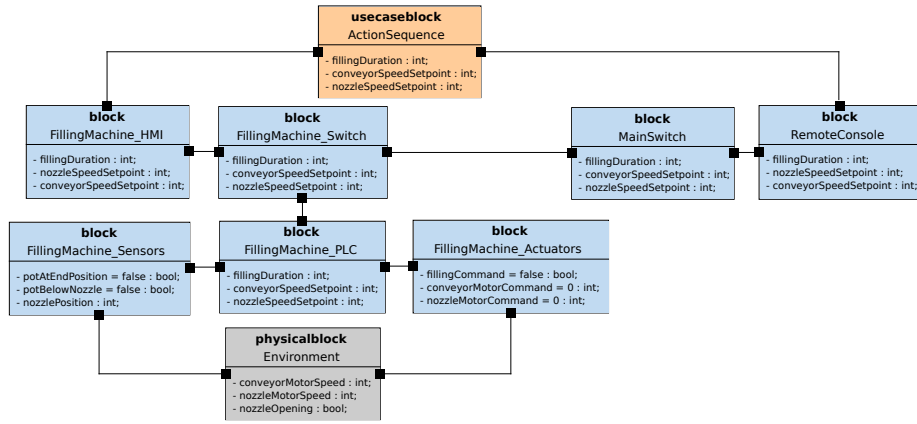 usecaseblock
ActionSequence
- fillingDuration : int;
- conveyorSpeedSetpoint : int;
- nozzleSpeedSetpoint : int;
block
FillingMachine_HMI
- fillingDuration : int;
- nozzleSpeedSetpoint : int;
- conveyorSpeedSetpoint : int;
block
FillingMachine_Switch
- fillingDuration : int;
- conveyorSpeedSetpoint : int;
- nozzleSpeedSetpoint : int;
block
MainSwitch
- fillingDuration : int;
- conveyorSpeedSetpoint : int;
- nozzleSpeedSetpoint : int;
block
RemoteConsole
- fillingDuration : int;
- nozzleSpeedSetpoint : int;
- conveyorSpeedSetpoint : int;
block
FillingMachine_Sensors
- potAtEndPosition = false : bool;
- potBelowNozzle = false : bool;
- nozzlePosition : int;
block
FillingMachine_PLC
- fillingDuration : int;
- conveyorSpeedSetpoint : int;
- nozzleSpeedSetpoint : int;
block
FillingMachine_Actuators
- fillingCommand = false : bool;
- conveyorMotorCommand = 0 : int;
- nozzleMotorCommand = 0 : int;
physicalblock
Environment
- conveyorMotorSpeed : int;
- nozzleMotorSpeed : int;
- nozzleOpening : bool;